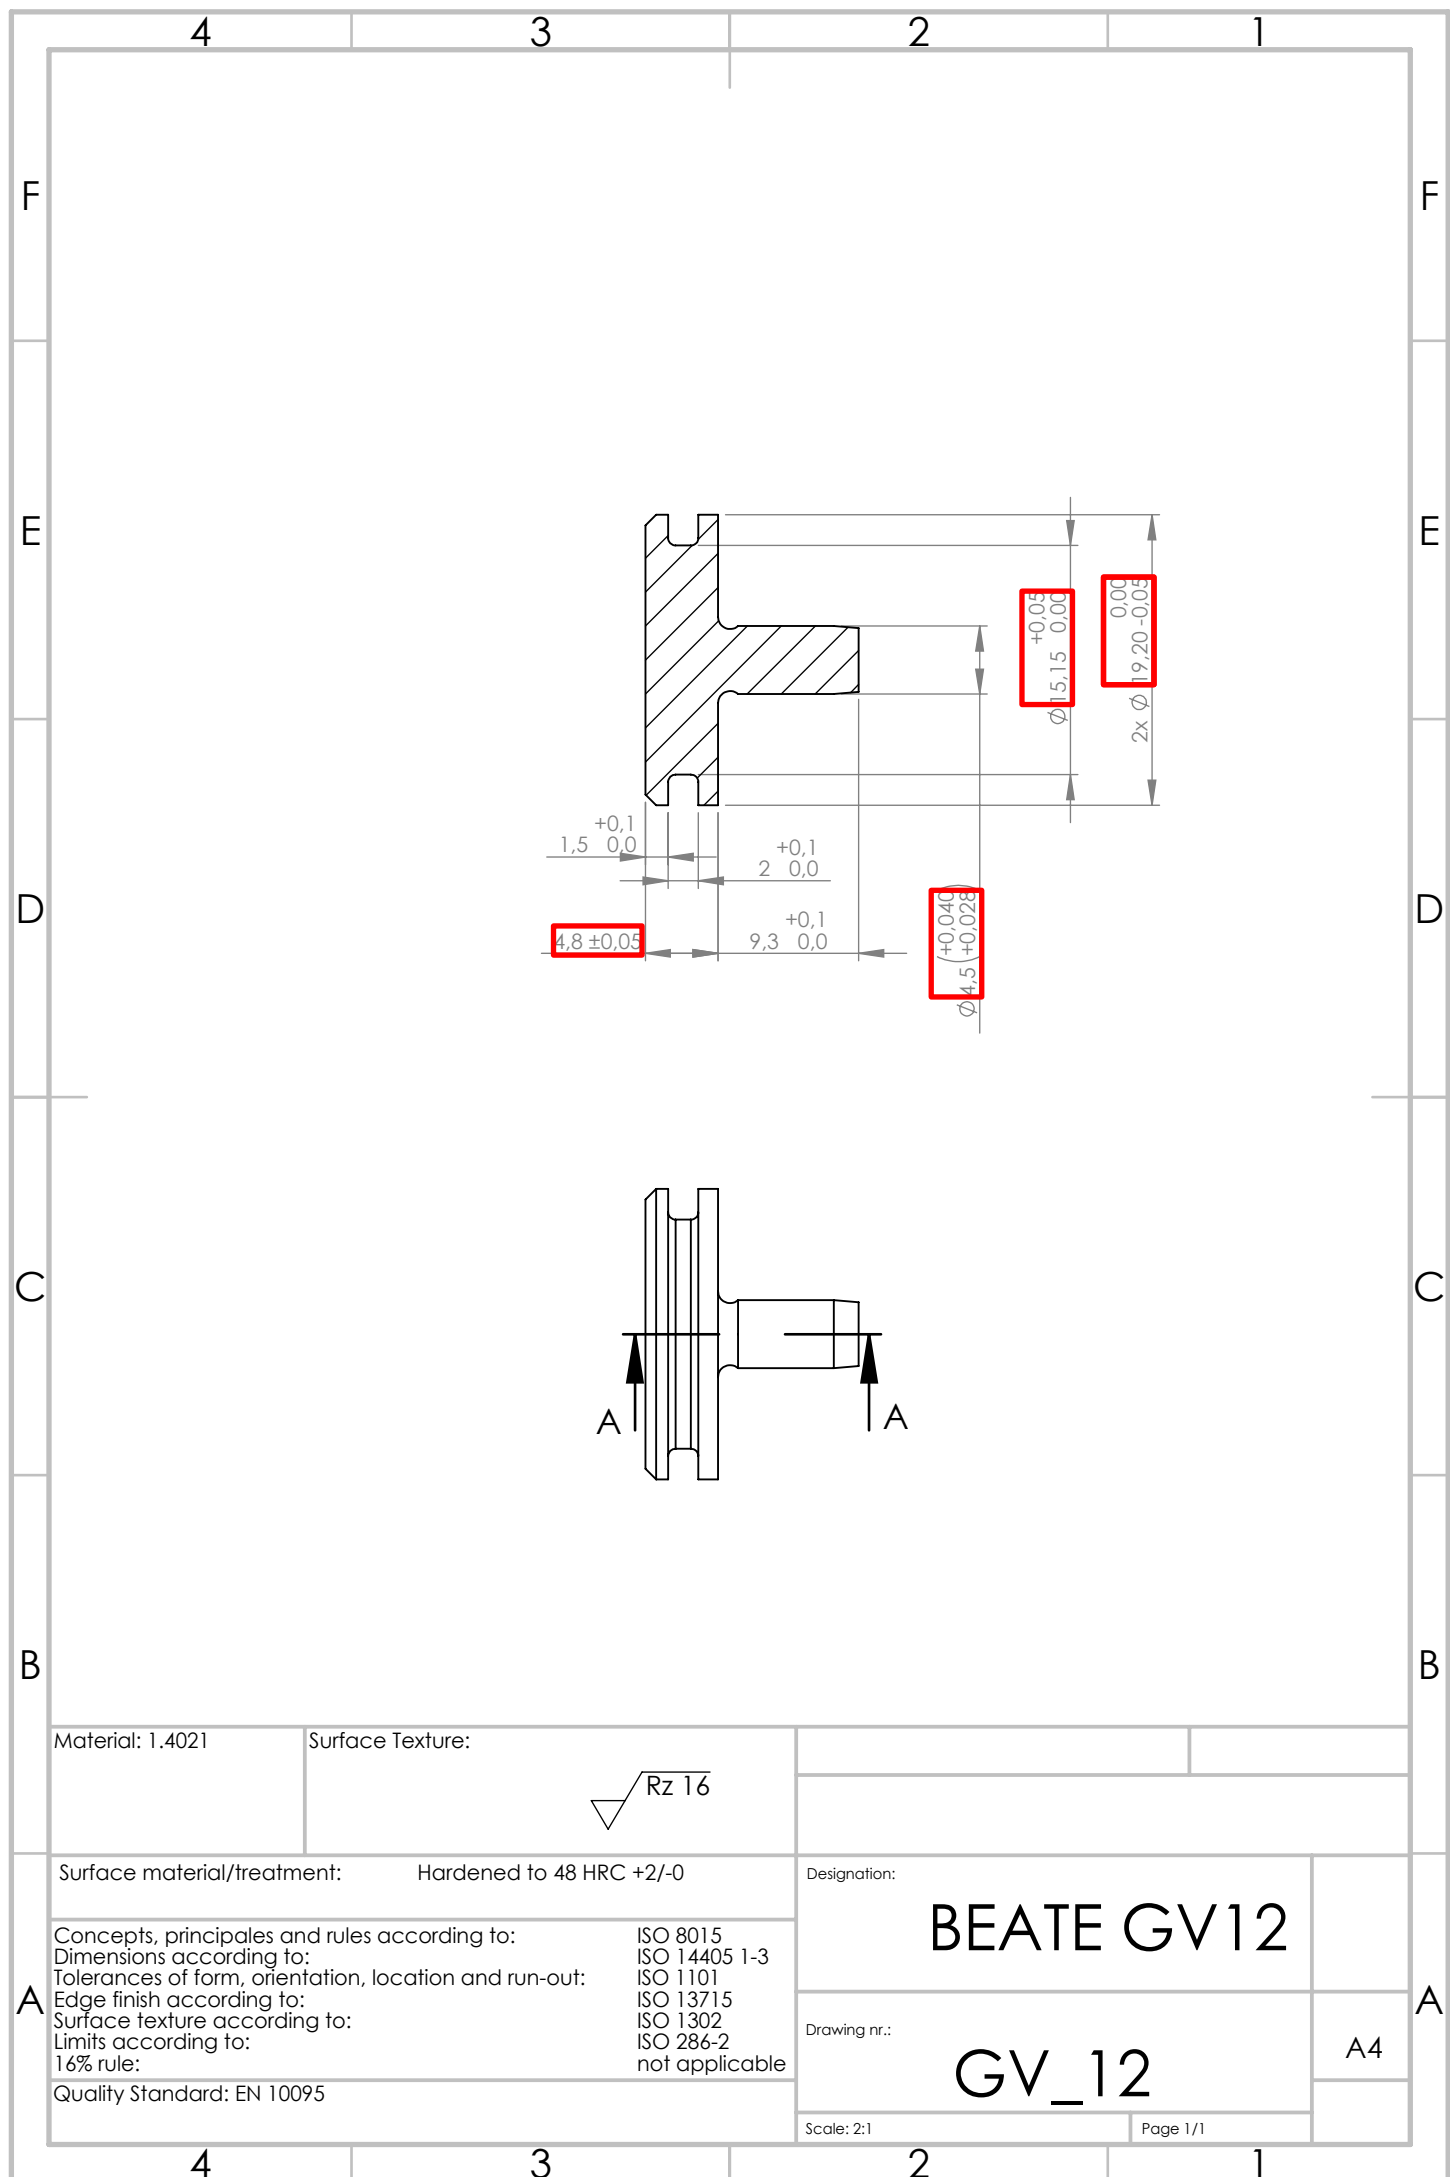 4 3 2 1
F F
E E
+0,05
Ø 15,15 0,00
0,00
2x Ø 19,20 -0,05
+0,1
1,5 0,0
+0,1
2 0,0
D D
4,8 ±0,05
+0,1
9,3 0,0
+0,040
Ø 4,5 ( +0,028 )
C C
A A
B B
Material: 1.4021
Surface Texture:
Rz 16
Surface material/treatment: Hardened to 48 HRC +2/-0
Designation:
BEATE GV12
Concepts, principales and rules according to: ISO 8015
Dimensions according to: ISO 14405 1-3
Tolerances of form, orientation, location and run-out: ISO 1101
Edge finish according to: ISO 13715
Surface texture according to: ISO 1302
Limits according to: ISO 286-2
16% rule: not applicable
A A
Drawing nr.:
GV_12
A4
Quality Standard: EN 10095
Scale: 2:1
Page 1/1
4 3 2 1